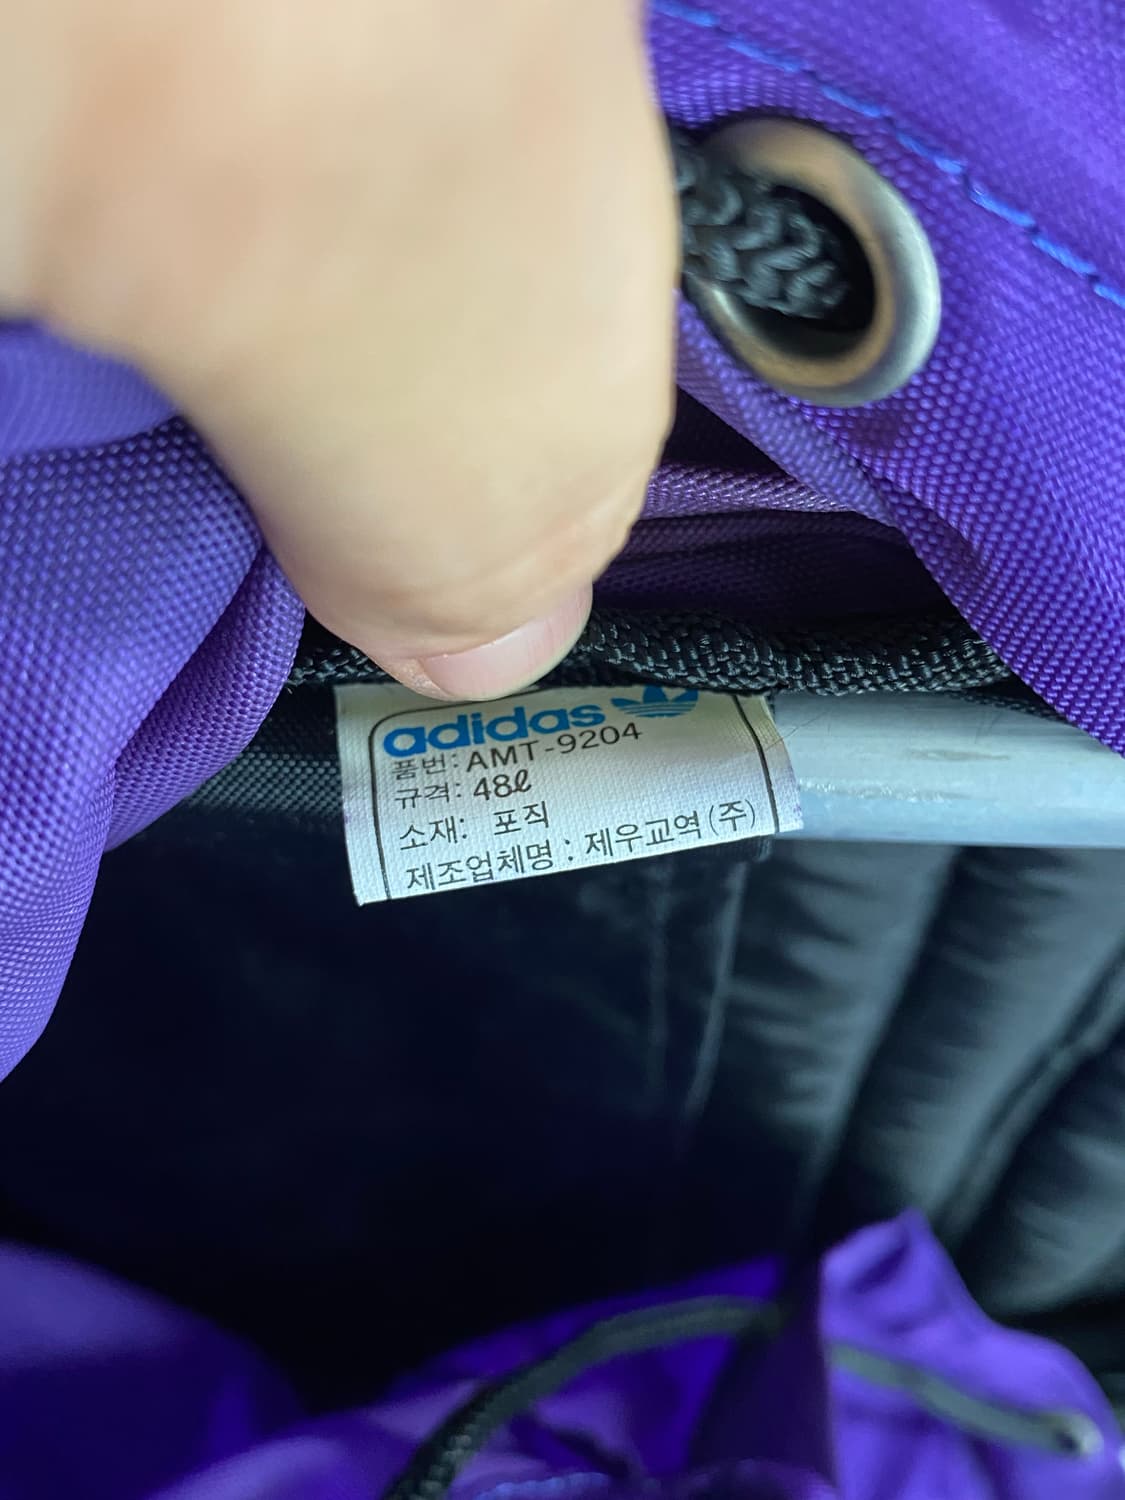 adidas
품번: AMT-9204
규격: 48ℓ
소재: 포직
제조업체명 : 제우교역(주)